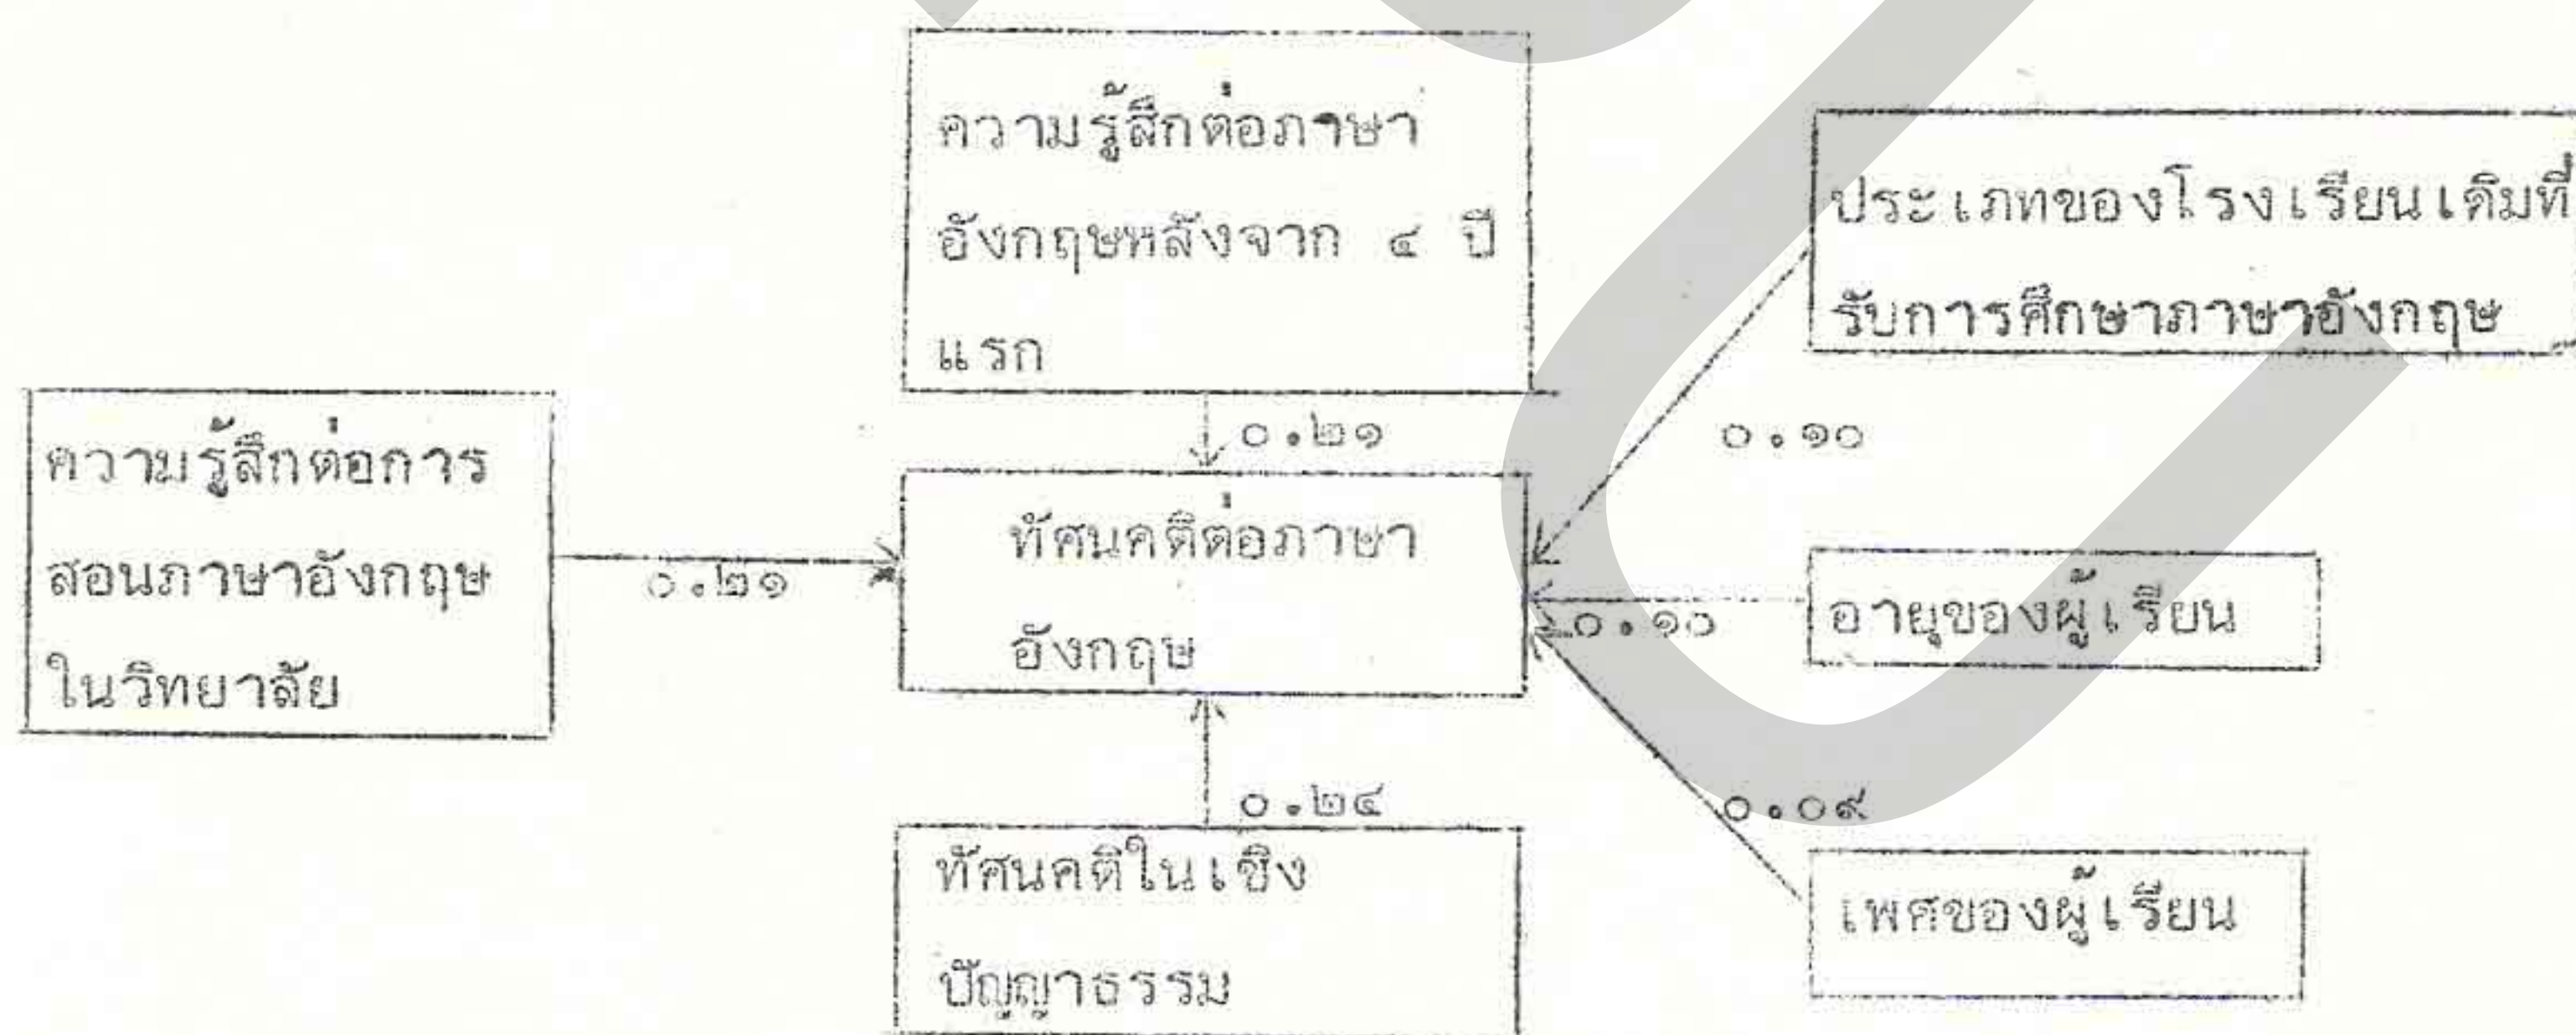 ความรู้สึกต่อภาษา
อังกฤษหลังจาก ๔ ปี
แรก
ประเภทของโรงเรียนเดิมที่
รับการศึกษาภาษาอังกฤษ
ความรู้สึกต่อการ
สอนภาษาอังกฤษ
ในวิทยาลัย
๐.๒๑
๐.๑๐
๐.๒๑
ทัศนคติต่อภาษา
อังกฤษ
๐.๑๐
อายุของผู้เรียน
๐.๒๔
๐.๐๙
ทัศนคติในเชิง
ปัญญาธรรม
เพศของผู้เรียน